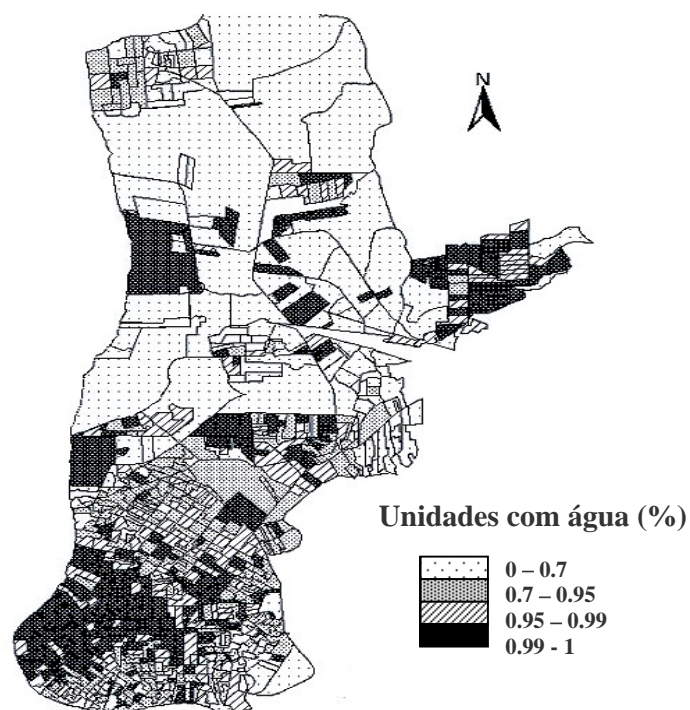 N
Unidades com água (%)
0 – 0.7
0.7 – 0.95
0.95 – 0.99
0.99 - 1